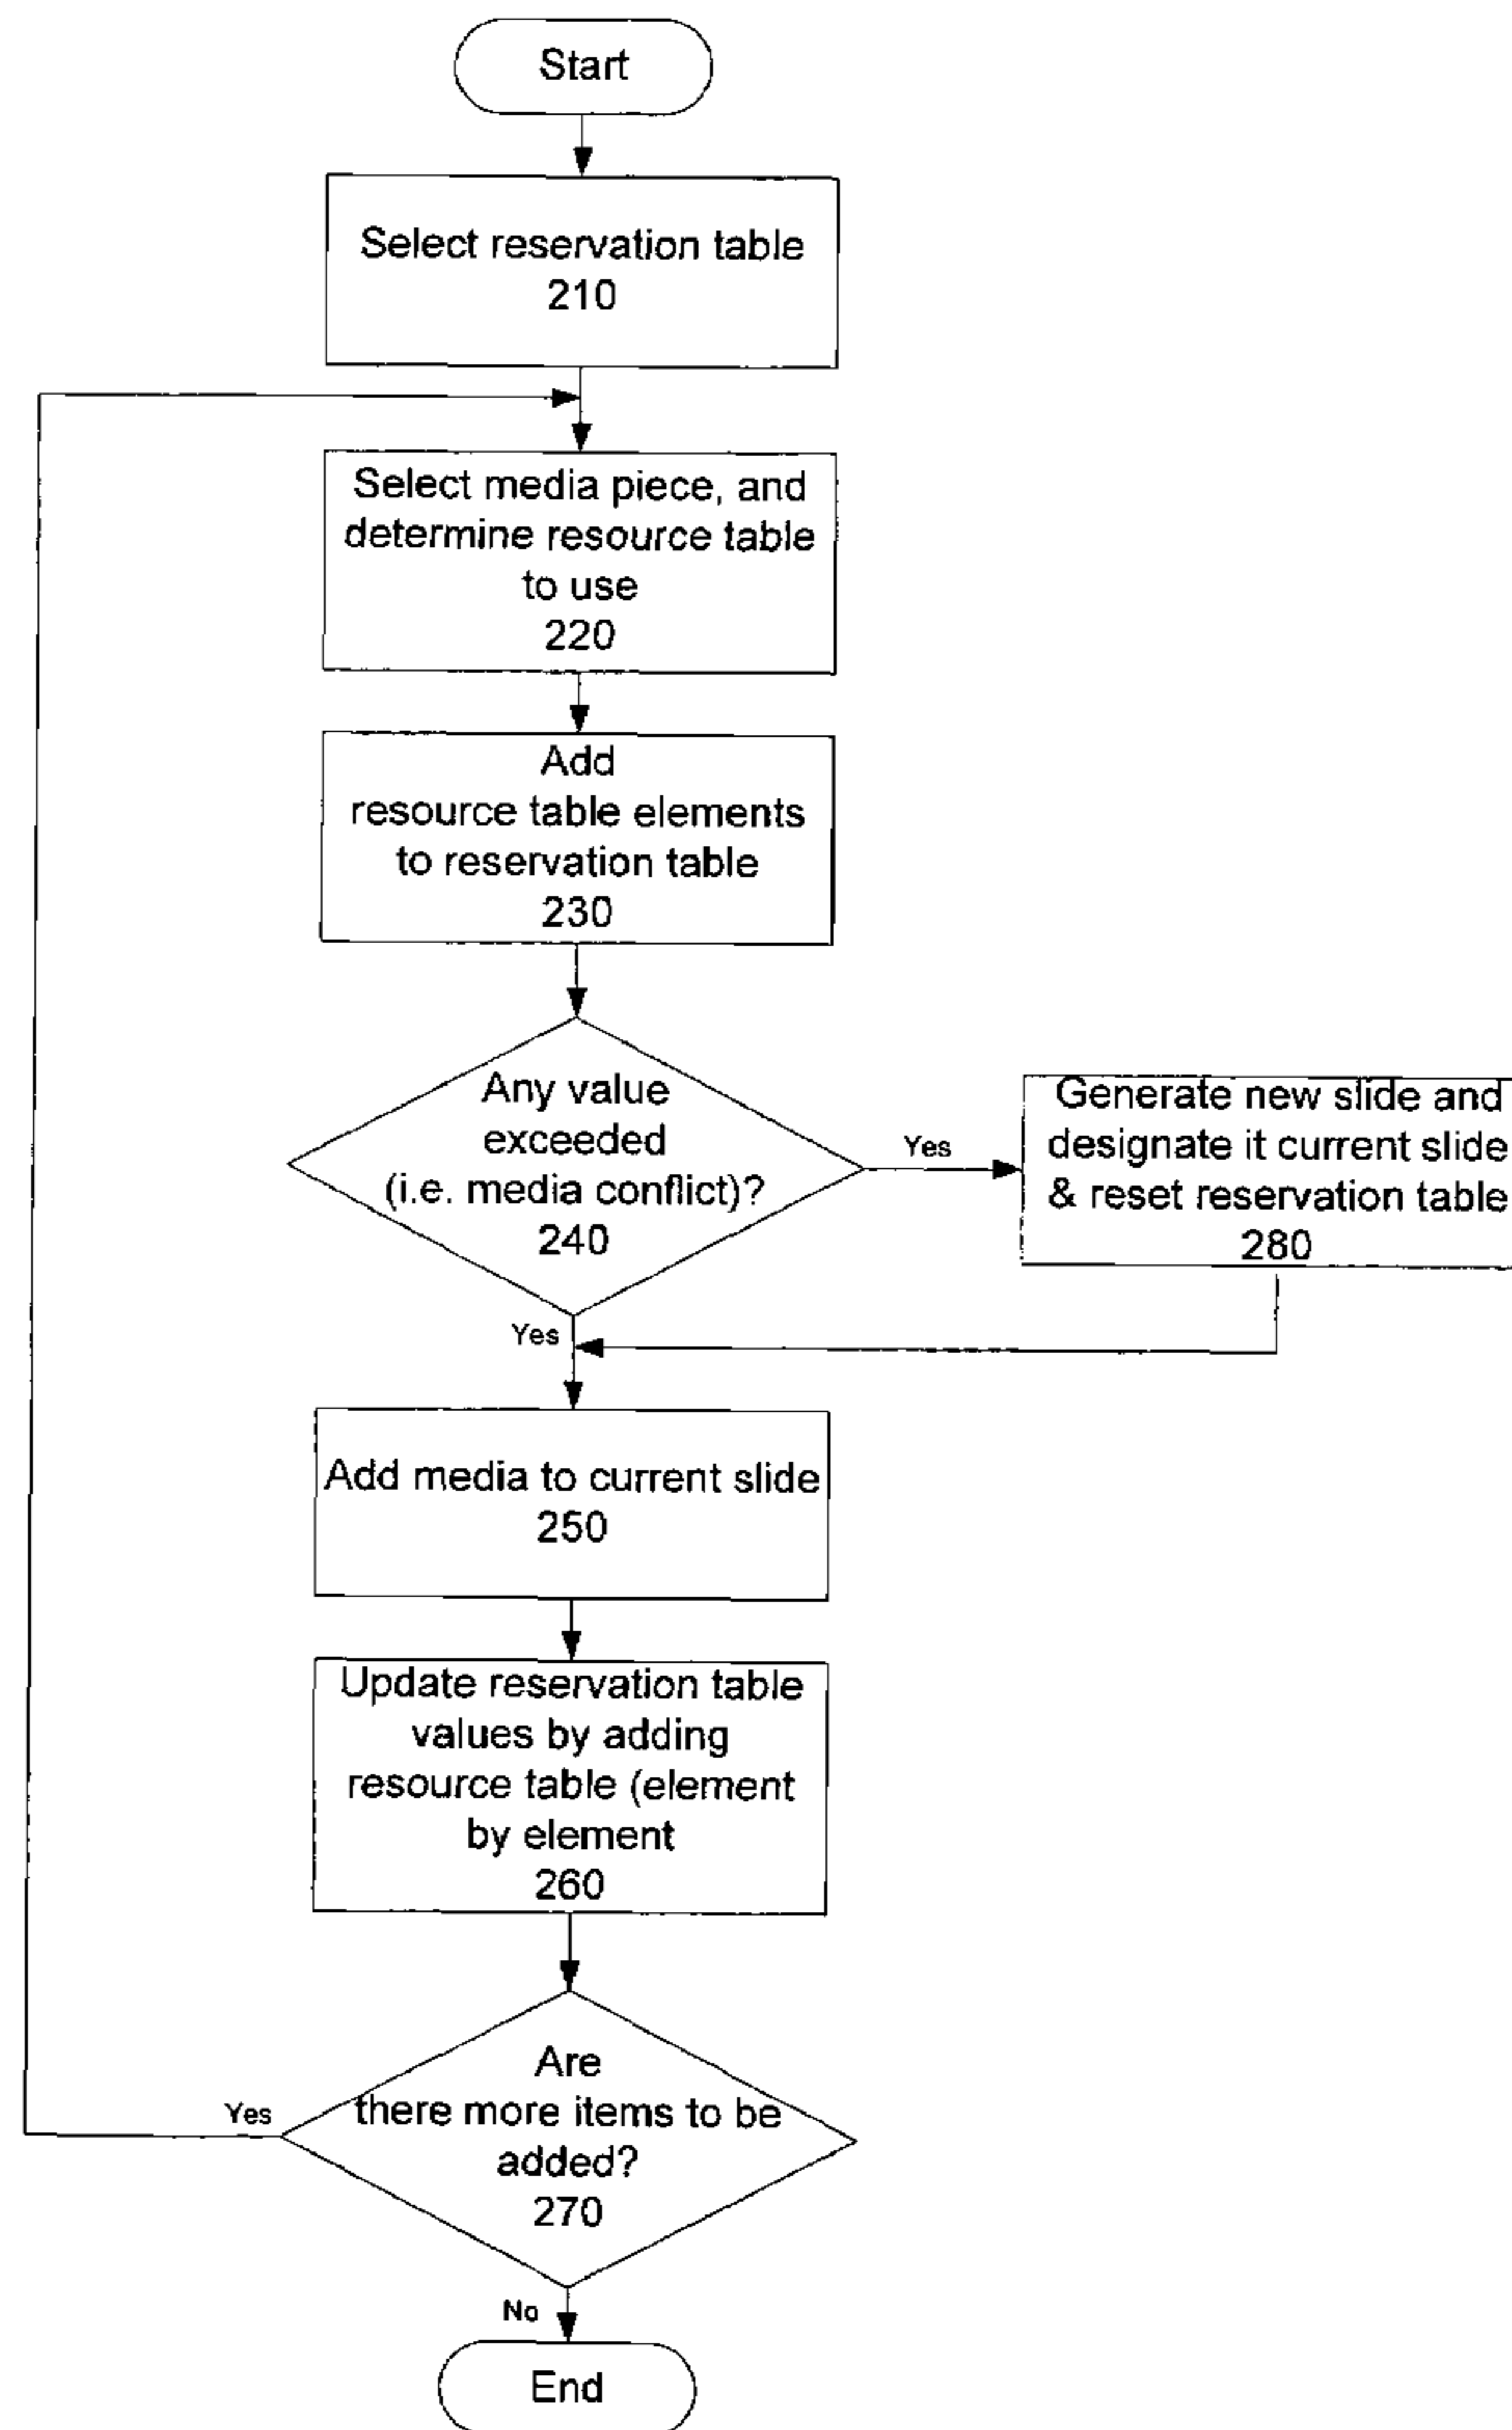 Start
Select reservation table
210
Select media piece, and
determine resource table
to use
220
Add
resource table elements
to reservation table
230
Any value
exceeded
(i.e. media conflict)?
240
Yes
Generate new slide and
designate it current slide
& reset reservation table
280
Yes
Add media to current slide
250
Update reservation table
values by adding
resource table (element
by element
260
Are
there more items to be
added?
270
Yes
No
End